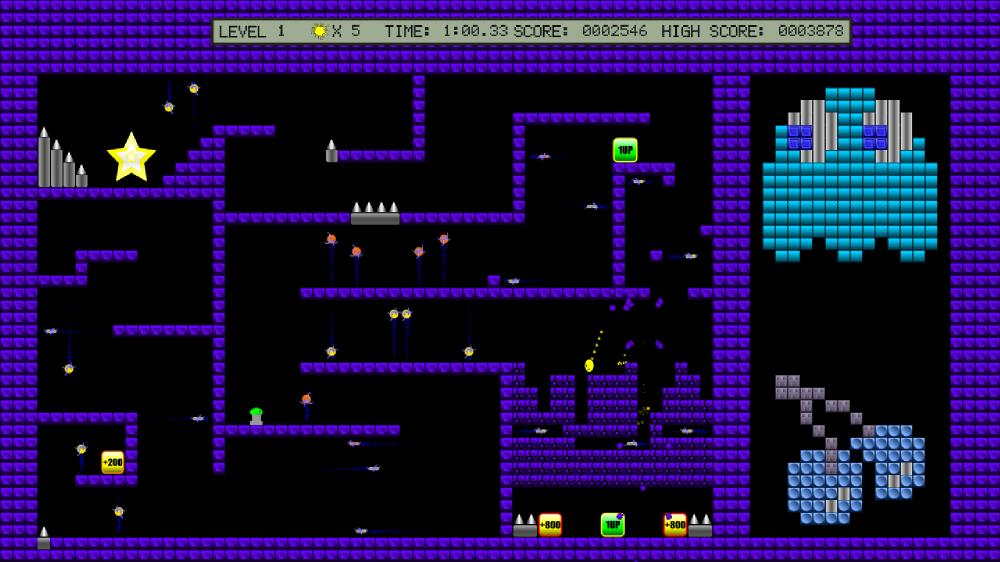 LEVEL 1 X 5 TIME: 1:00.33 SCORE: 0002546 HIGH SCORE: 0003878
1UP
+200
+800 1UP +800